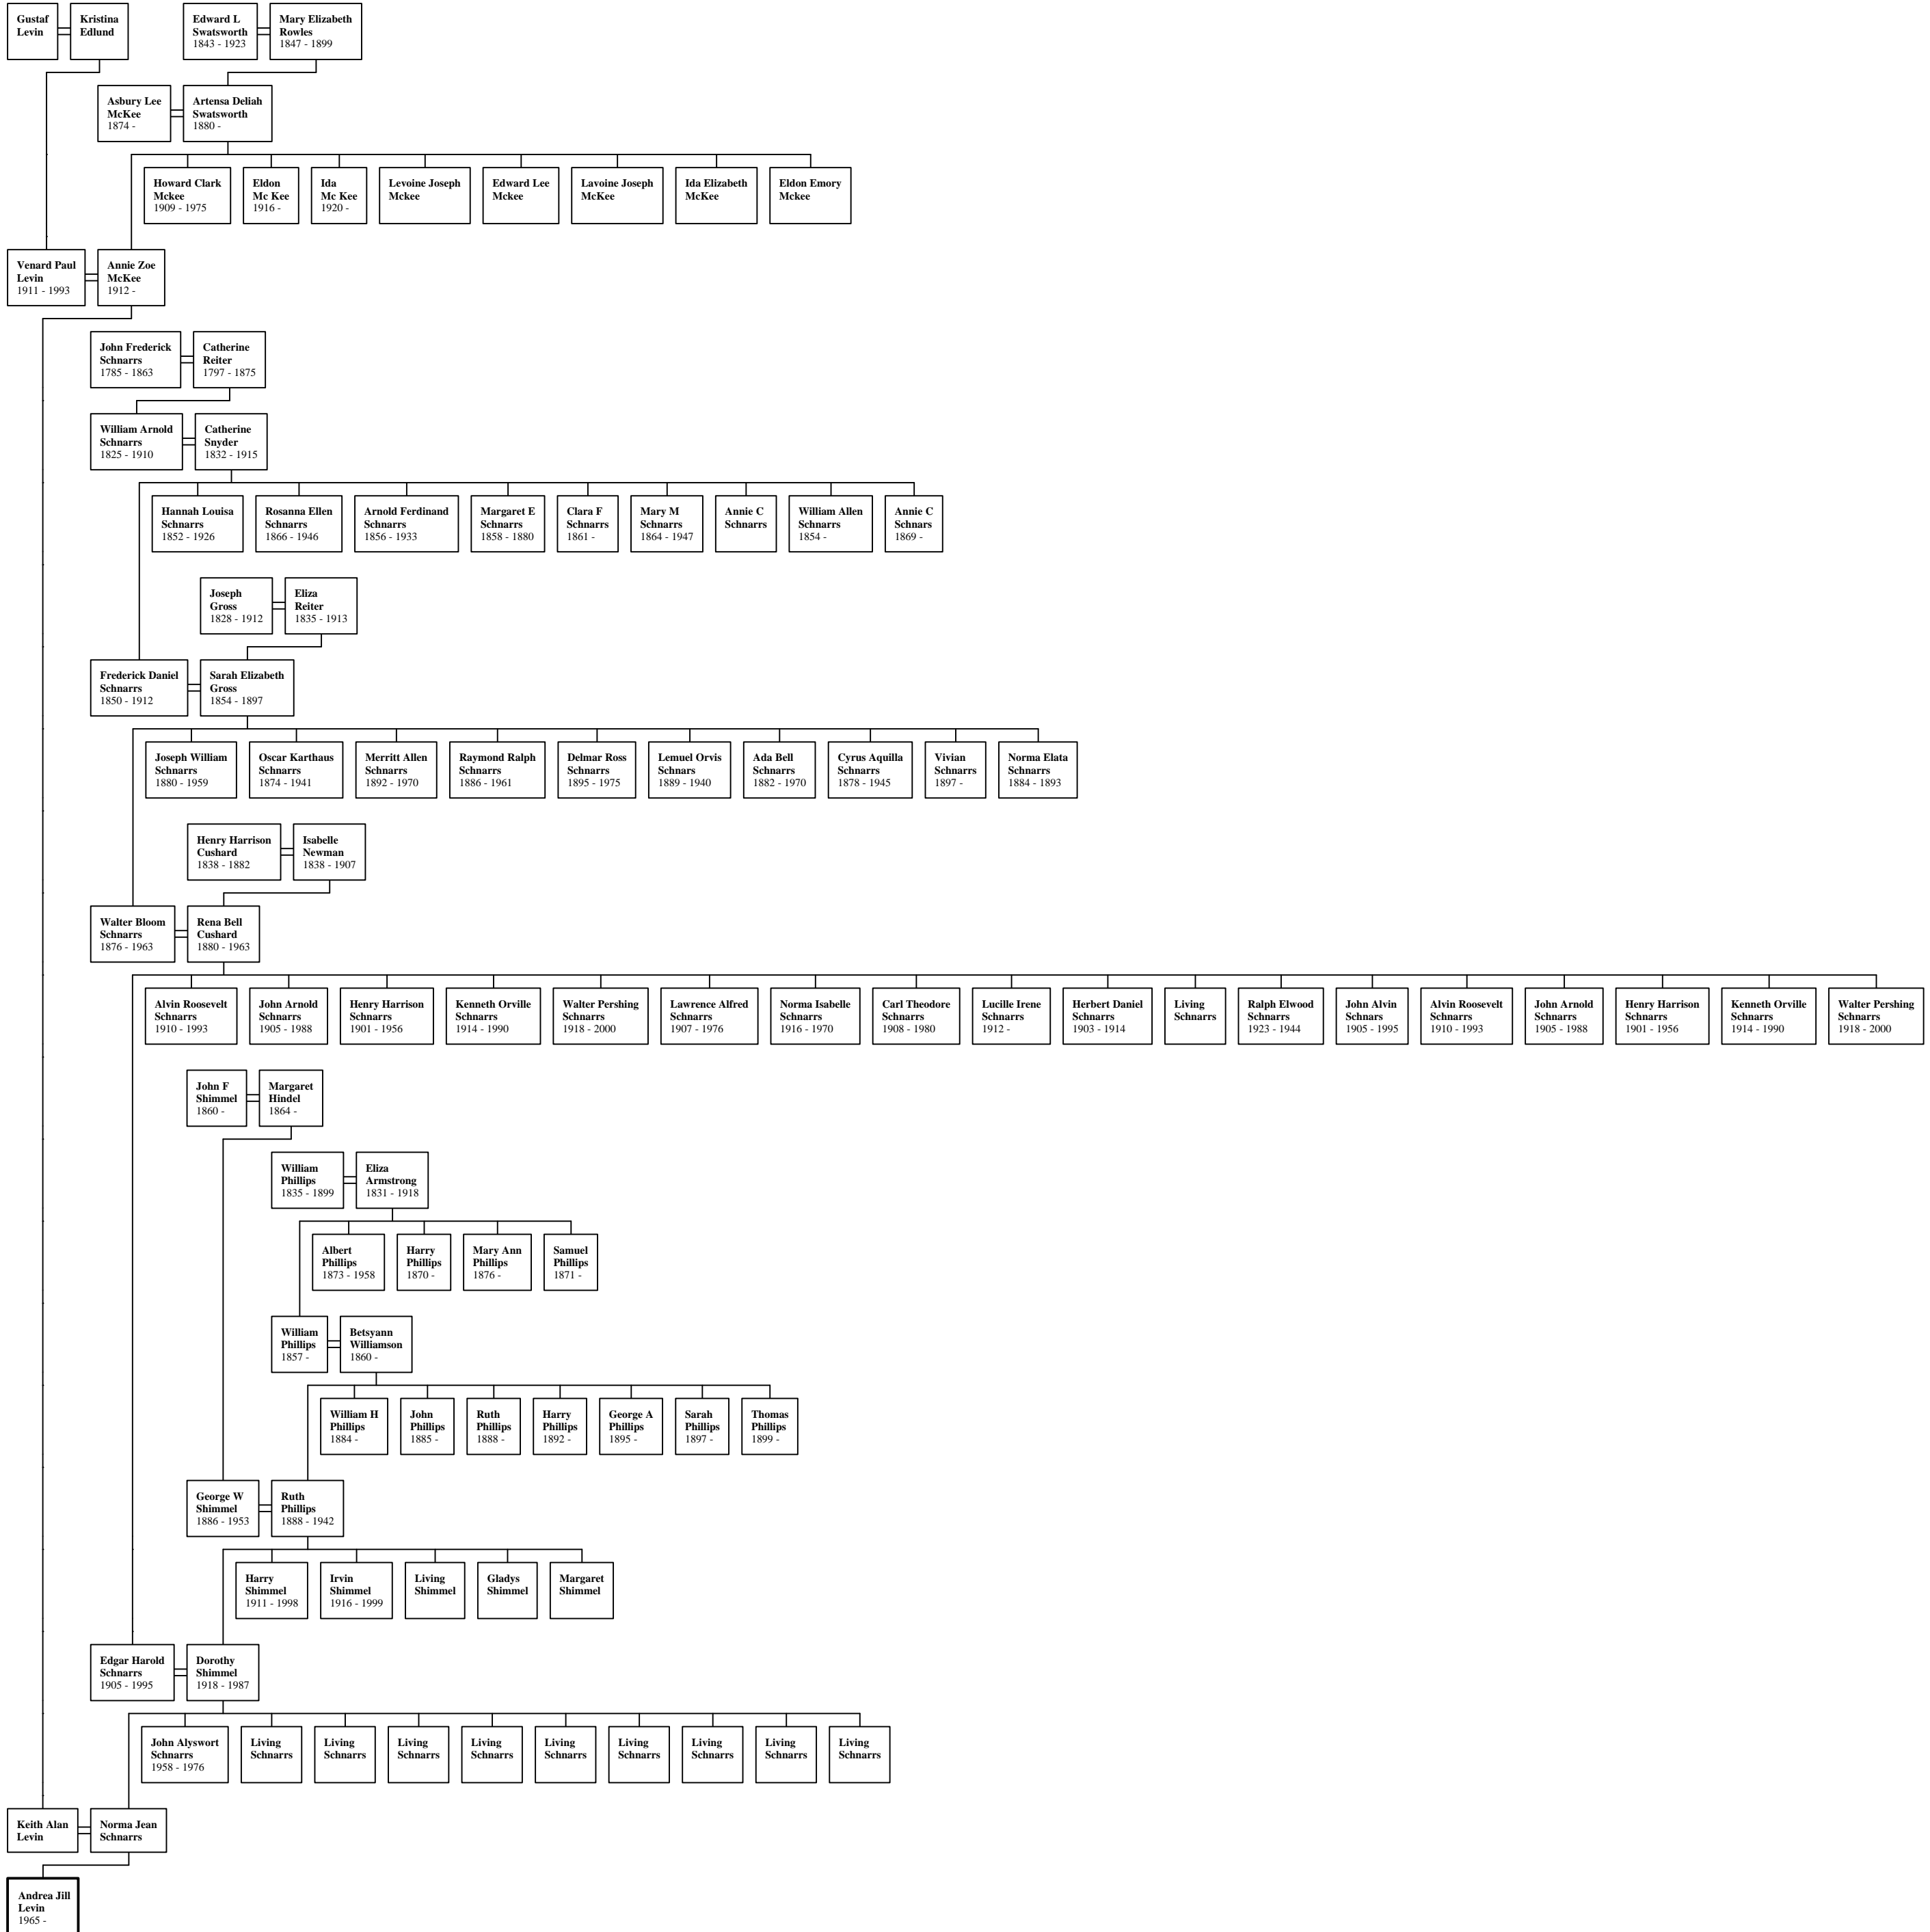 Gustaf
Levin
Kristina
Edlund
Edward L
Swatsworth
1843 - 1923
Mary Elizabeth
Rowles
1847 - 1899
Asbury Lee
McKee
1874 -
Artensa Deliah
Swatsworth
1880 -
Howard Clark
Mckee
1909 - 1975
Eldon
Mc Kee
1916 -
Ida
Mc Kee
1920 -
Levoine Joseph
Mckee
Edward Lee
Mckee
Lavoine Joseph
McKee
Ida Elizabeth
McKee
Eldon Emory
Mckee
Venard Paul
Levin
1911 - 1993
Annie Zoe
McKee
1912 -
John Frederick
Schnarrs
1785 - 1863
Catherine
Reiter
1797 - 1875
William Arnold
Schnarrs
1825 - 1910
Catherine
Snyder
1832 - 1915
Hannah Louisa
Schnarrs
1852 - 1926
Rosanna Ellen
Schnarrs
1866 - 1946
Arnold Ferdinand
Schnarrs
1856 - 1933
Margaret E
Schnarrs
1858 - 1880
Clara F
Schnarrs
1861 -
Mary M
Schnarrs
1864 - 1947
Annie C
Schnarrs
William Allen
Schnarrs
1854 -
Annie C
Schnars
1869 -
Joseph
Gross
1828 - 1912
Eliza
Reiter
1835 - 1913
Frederick Daniel
Schnarrs
1850 - 1912
Sarah Elizabeth
Gross
1854 - 1897
Joseph William
Schnarrs
1880 - 1959
Oscar Karthaus
Schnarrs
1874 - 1941
Merritt Allen
Schnarrs
1892 - 1970
Raymond Ralph
Schnarrs
1886 - 1961
Delmar Ross
Schnarrs
1895 - 1975
Lemuel Orvis
Schnars
1889 - 1940
Ada Bell
Schnarrs
1882 - 1970
Cyrus Aquilla
Schnarrs
1878 - 1945
Vivian
Schnarrs
1897 -
Norma Elata
Schnarrs
1884 - 1893
Henry Harrison
Cushard
1838 - 1882
Isabelle
Newman
1838 - 1907
Walter Bloom
Schnarrs
1876 - 1963
Rena Bell
Cushard
1880 - 1963
Alvin Roosevelt
Schnarrs
1910 - 1993
John Arnold
Schnarrs
1905 - 1988
Henry Harrison
Schnarrs
1901 - 1956
Kenneth Orville
Schnarrs
1914 - 1990
Walter Pershing
Schnarrs
1918 - 2000
Lawrence Alfred
Schnarrs
1907 - 1976
Norma Isabelle
Schnarrs
1916 - 1970
Carl Theodore
Schnarrs
1908 - 1980
Lucille Irene
Schnarrs
1912 -
Herbert Daniel
Schnarrs
1903 - 1914
Living
Schnarrs
Ralph Elwood
Schnarrs
1923 - 1944
John Alvin
Schnars
1905 - 1995
Alvin Roosevelt
Schnarrs
1910 - 1993
John Arnold
Schnarrs
1905 - 1988
Henry Harrison
Schnarrs
1901 - 1956
Kenneth Orville
Schnarrs
1914 - 1990
Walter Pershing
Schnarrs
1918 - 2000
John F
Shimmel
1860 -
Margaret
Hindel
1864 -
William
Phillips
1835 - 1899
Eliza
Armstrong
1831 - 1918
Albert
Phillips
1873 - 1958
Harry
Phillips
1870 -
Mary Ann
Phillips
1876 -
Samuel
Phillips
1871 -
William
Phillips
1857 -
Betsyann
Williamson
1860 -
William H
Phillips
1884 -
John
Phillips
1885 -
Ruth
Phillips
1888 -
Harry
Phillips
1892 -
George A
Phillips
1895 -
Sarah
Phillips
1897 -
Thomas
Phillips
1899 -
George W
Shimmel
1886 - 1953
Ruth
Phillips
1888 - 1942
Harry
Shimmel
1911 - 1998
Irvin
Shimmel
1916 - 1999
Living
Shimmel
Gladys
Shimmel
Margaret
Shimmel
Edgar Harold
Schnarrs
1905 - 1995
Dorothy
Shimmel
1918 - 1987
John Alyswort
Schnarrs
1958 - 1976
Living
Schnarrs
Living
Schnarrs
Living
Schnarrs
Living
Schnarrs
Living
Schnarrs
Living
Schnarrs
Living
Schnarrs
Living
Schnarrs
Living
Schnarrs
Keith Alan
Levin
Norma Jean
Schnarrs
Andrea Jill
Levin
1965 -